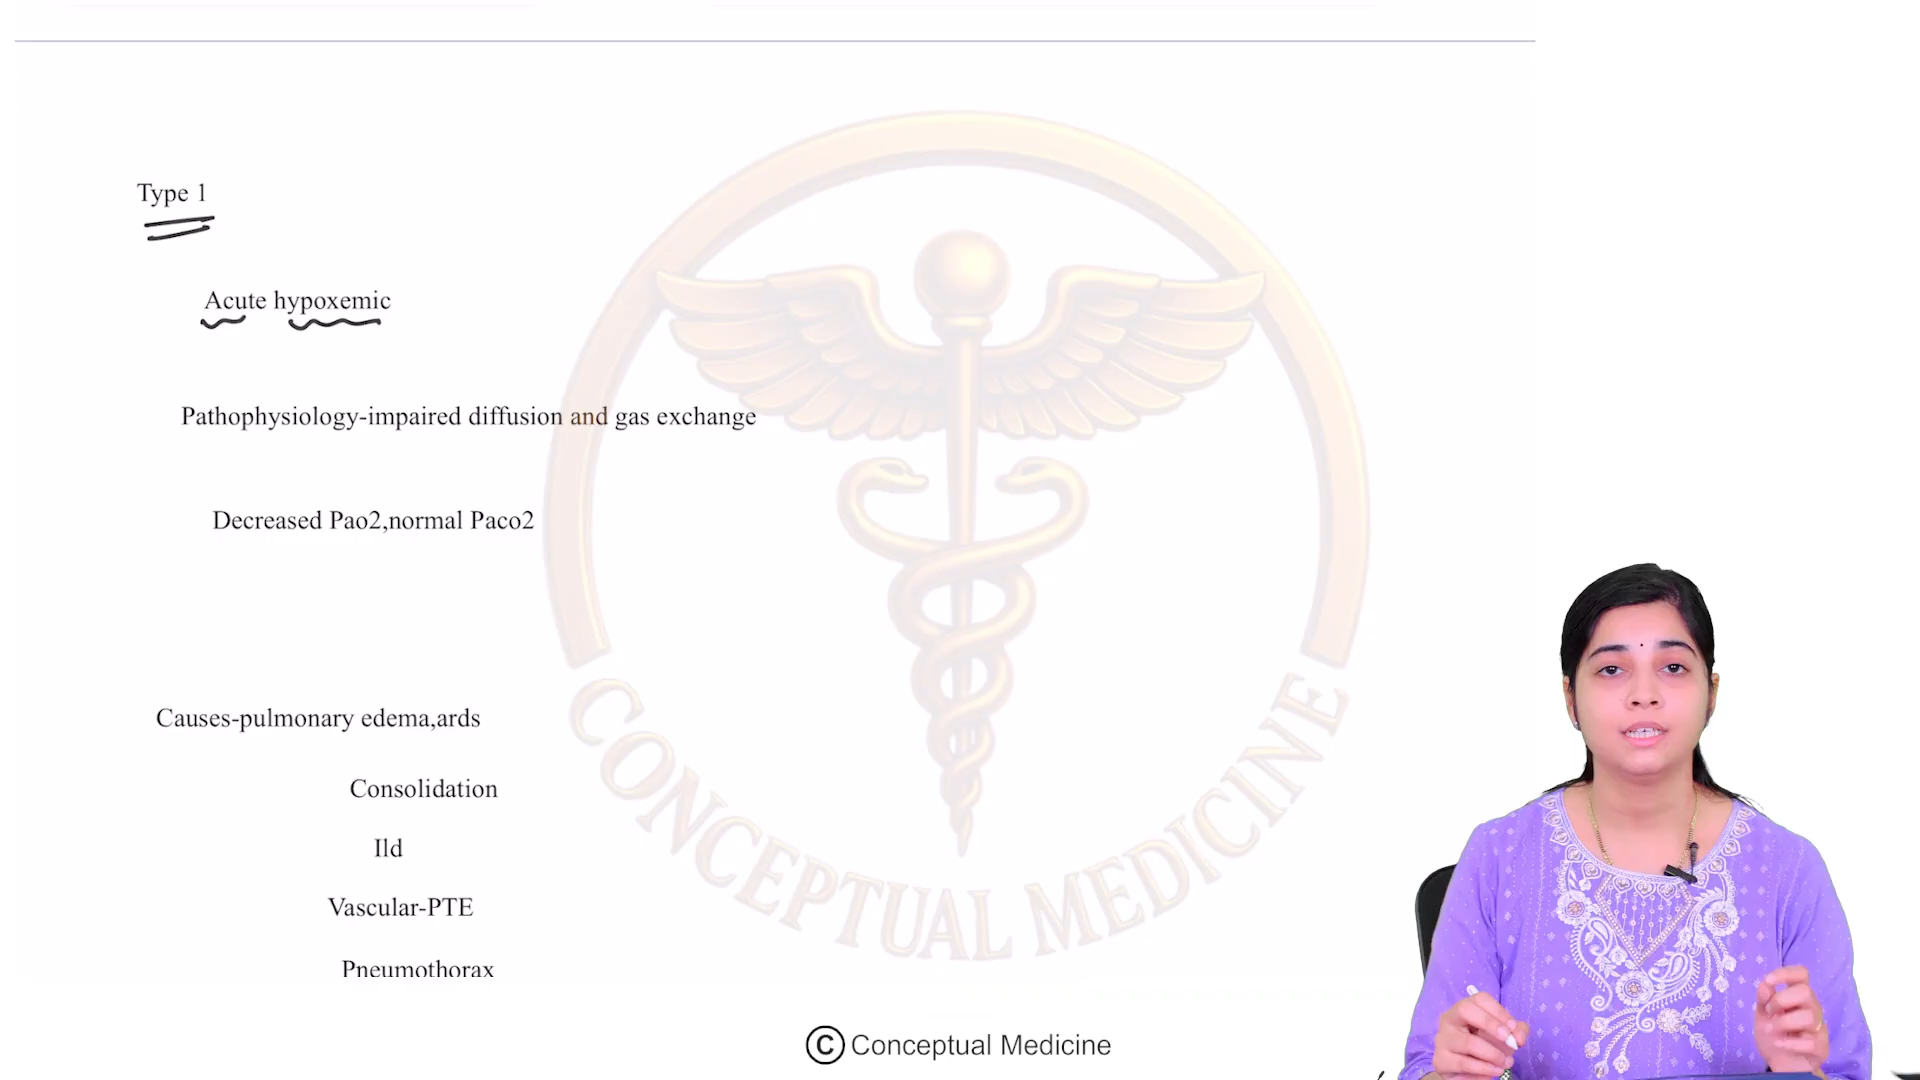 Type 1
Acute hypoxemic
Pathophysiology-impaired diffusion and gas exchange
Decreased Pao2,normal Paco2
Causes-pulmonary edema,ards
Consolidation
Ild
Vascular-PTE
Pneumothorax
CONCEPTUAL MEDICINE
© Conceptual Medicine